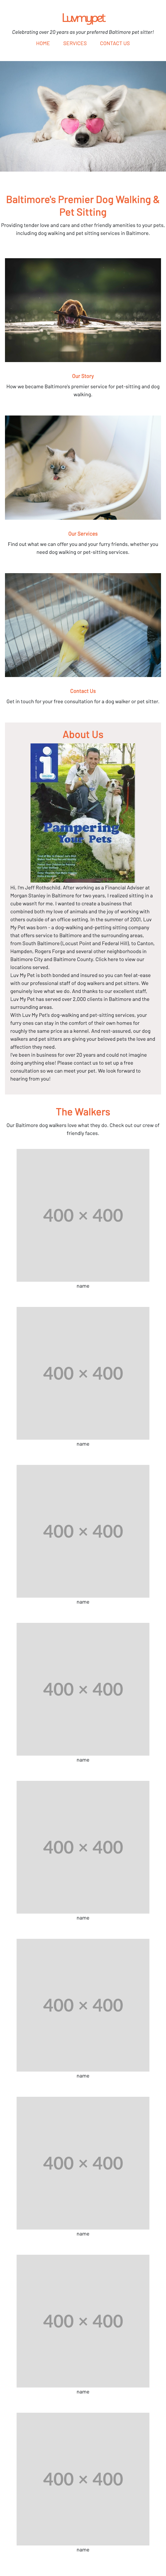 Luvmypet
Celebrating over 20 years as your preferred Baltimore pet sitter!
HOME SERVICES CONTACT US
Baltimore's Premier Dog Walking &
Pet Sitting
Providing tender love and care and other friendly amenities to your pets,
including dog walking and pet sitting services in Baltimore.
Our Story
How we became Baltimore's premier service for pet-sitting and dog
walking.
Our Services
Find out what we can offer you and your furry friends, whether you
need dog walking or pet-sitting services.
Contact Us
Get in touch for your free consultation for a dog walker or pet sitter.
About Us
i
Pampering
Your Pets
Hi, I'm Jeff Rothschild. After working as a Financial Adviser at
Morgan Stanley in Baltimore for two years, I realized sitting in a
cube wasn't for me. I wanted to do something that
combined both my love of animals and the joy of working with
others outside of an office setting. In the summer of 2001, Luv
My Pet was born - a dog-walking and petting sitting company
that offers service to Baltimore and the surrounding areas,
from South Baltimore (Locust Point and Federal Hill), to Canton,
Hampden, Rogers Forge and several other neighborhoods in
Baltimore City and Baltimore County. Click here to view our
locations served.
Luv My Pet is both bonded and insured so you can feel at-ease
with our professional staff of dog walkers and pet sitters. We
genuinely love what we do. And thanks to our excellent staff,
Luv My Pet has served over 2,000 clients in Baltimore and the
surrounding areas.
With Luv My Pet's dog-walking and pet-sitting services, your
furry ones can stay in the comfort of their own homes for
roughly the same price as a kennel. And rest-assured, our dog
walkers and pet sitters are giving your beloved pets the love and
affection they need.
I've been in business for over 20 years and could not imagine
doing anything else! Please contact us to set up a free
consultation so we can meet your pet. We look forward to
hearing from you!
The Walkers
Our Baltimore dog walkers love what they do. Check out our crew of
friendly faces.
400 × 400
name
400 × 400
name
400 × 400
name
400 × 400
name
400 × 400
name
400 × 400
name
400 × 400
name
400 × 400
name
400 × 400
name